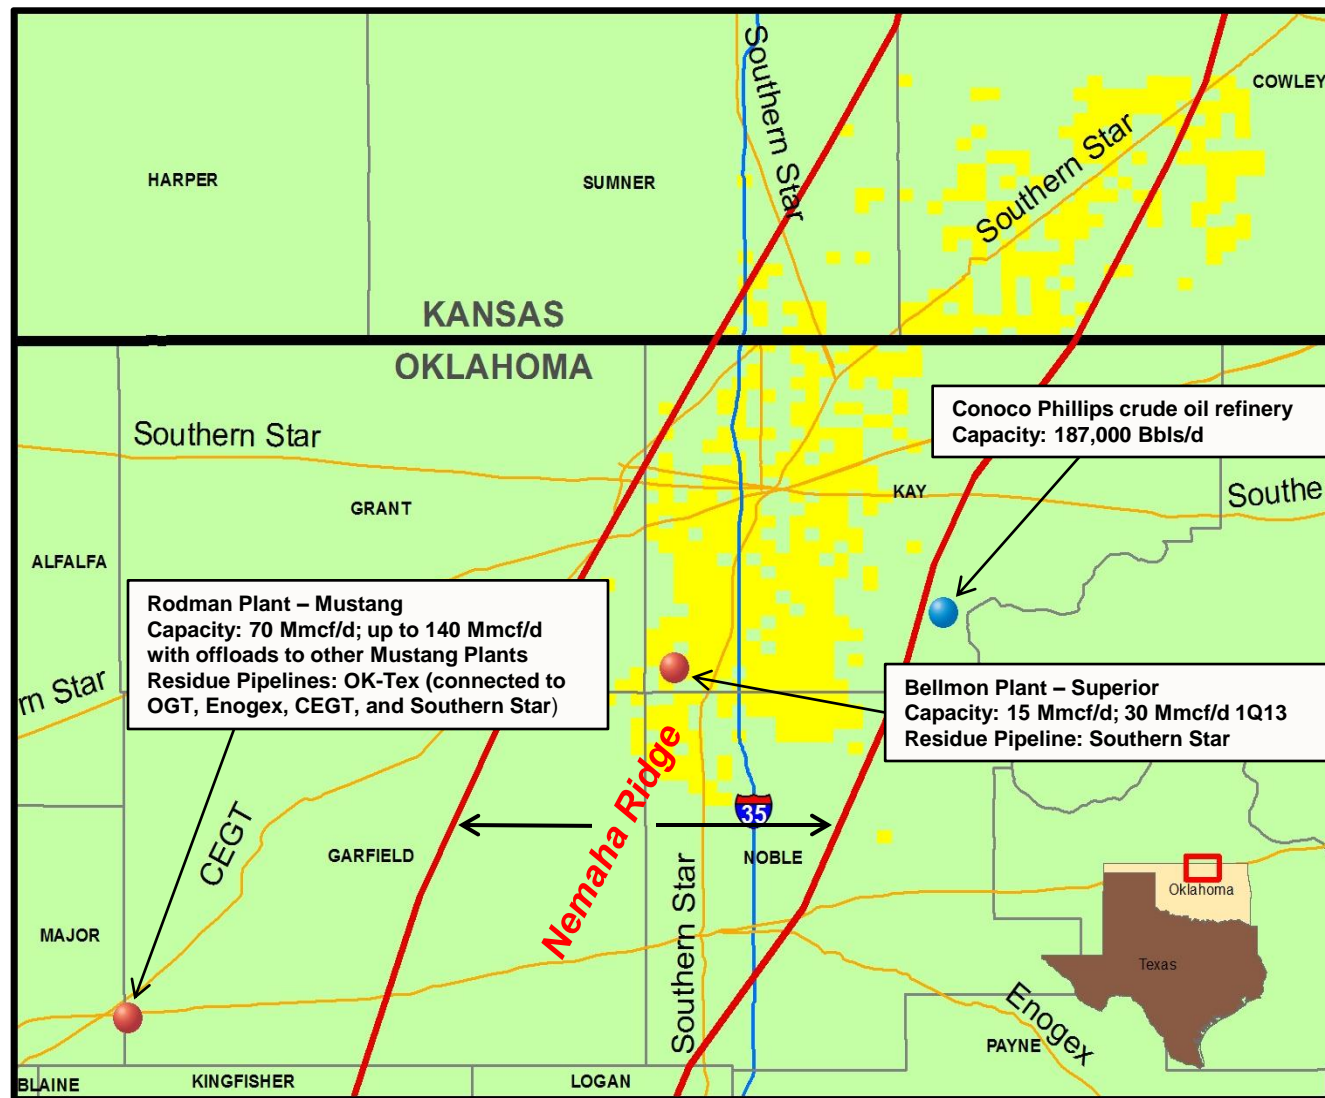 Southern Star
COWLEY
HARPER
SUMNER
Southern Star
KANSAS
OKLAHOMA
Conoco Phillips crude oil refinery
Capacity: 187,000 Bbls/d
Southern Star
KAY
Southe
GRANT
ALFALFA
Rodman Plant – Mustang
Capacity: 70 Mmcf/d; up to 140 Mmcf/d
with offloads to other Mustang Plants
Residue Pipelines: OK-Tex (connected to
OGT, Enogex, CEGT, and Southern Star)
rn Star
Bellmon Plant – Superior
Capacity: 15 Mmcf/d; 30 Mmcf/d 1Q13
Residue Pipeline: Southern Star
Nemaha Ridge
35
CEGT
GARFIELD
NOBLE
Southern Star
Oklahoma
MAJOR
Texas
Enogex
PAYNE
BLAINE
KINGFISHER
LOGAN